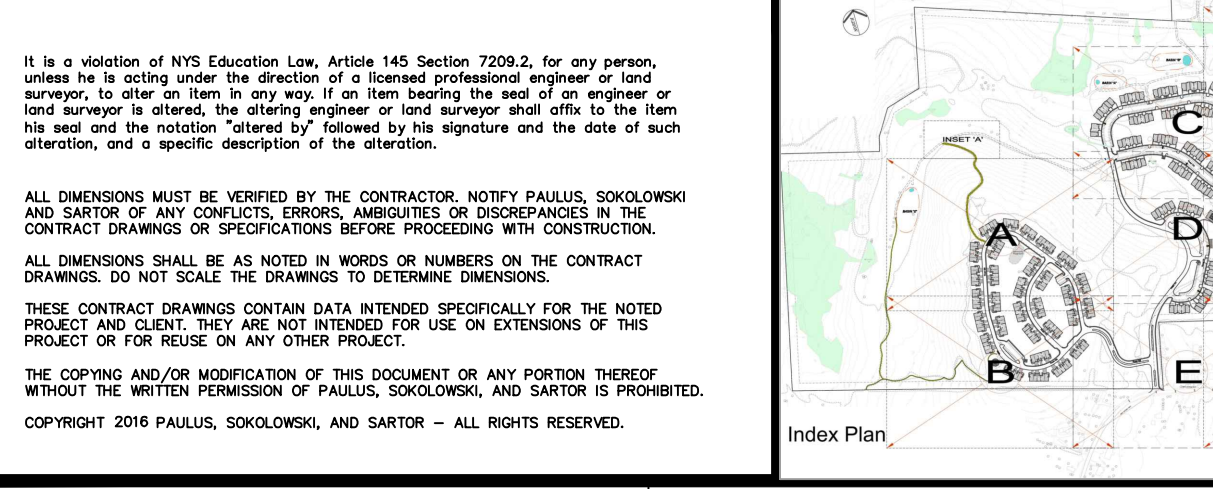 It is a violation of NYS Education Law, Article 145 Section 7209.2, for any person,
unless he is acting under the direction of a licensed professional engineer or land
surveyor, to alter an item in any way. If an item bearing the seal of an engineer or
land surveyor is altered, the altering engineer or land surveyor shall affix to the item
his seal and the notation "altered by" followed by his signature and the date of such
alteration, and a specific description of the alteration.
ALL DIMENSIONS MUST BE VERIFIED BY THE CONTRACTOR. NOTIFY PAULUS, SOKOLOWSKI
AND SARTOR OF ANY CONFLICTS, ERRORS, AMBIGUITIES OR DISCREPANCIES IN THE
CONTRACT DRAWINGS OR SPECIFICATIONS BEFORE PROCEEDING WITH CONSTRUCTION.
ALL DIMENSIONS SHALL BE AS NOTED IN WORDS OR NUMBERS ON THE CONTRACT
DRAWINGS. DO NOT SCALE THE DRAWINGS TO DETERMINE DIMENSIONS.
THESE CONTRACT DRAWINGS CONTAIN DATA INTENDED SPECIFICALLY FOR THE NOTED
PROJECT AND CLIENT. THEY ARE NOT INTENDED FOR USE ON EXTENSIONS OF THIS
PROJECT OR FOR REUSE ON ANY OTHER PROJECT.
THE COPYING AND/OR MODIFICATION OF THIS DOCUMENT OR ANY PORTION THEREOF
WITHOUT THE WRITTEN PERMISSION OF PAULUS, SOKOLOWSKI, AND SARTOR IS PROHIBITED.
COPYRIGHT 2016 PAULUS, SOKOLOWSKI, AND SARTOR – ALL RIGHTS RESERVED.
C
INSET 'A'
D
A
B
E
Index Plan